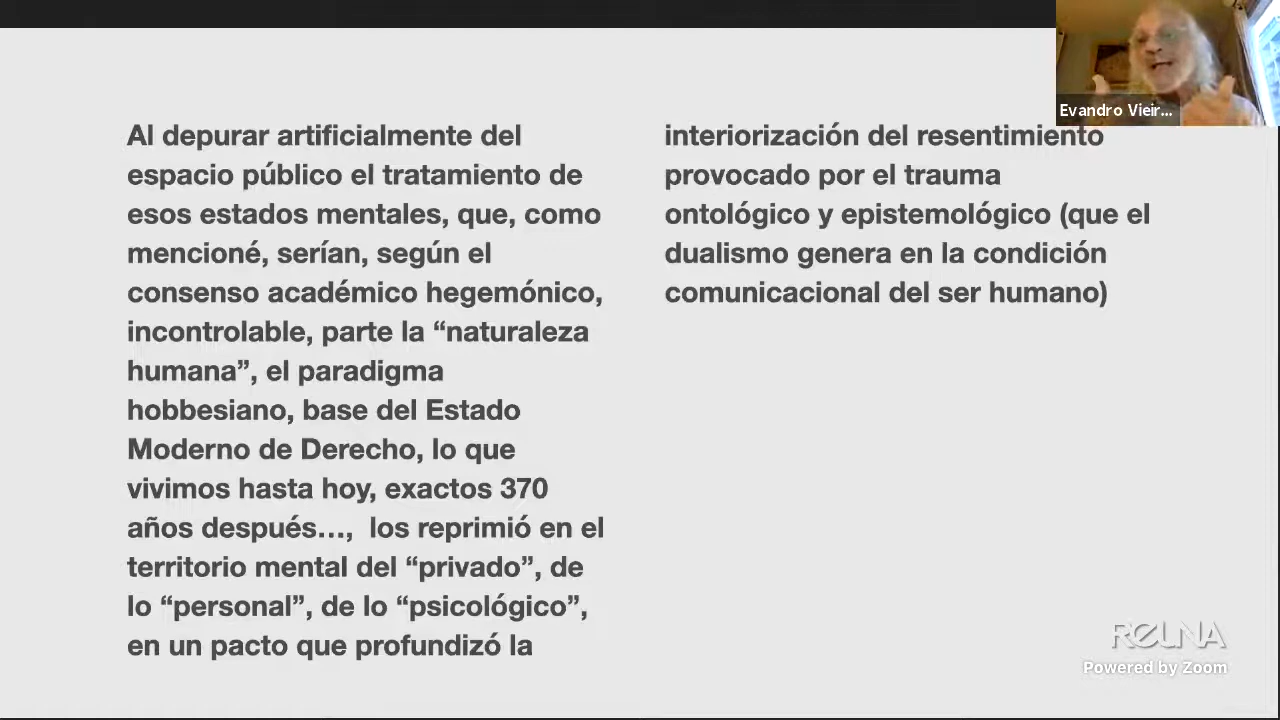 Al depurar artificialmente del
espacio público el tratamiento de
esos estados mentales, que, como
mencioné, serían, según el
consenso académico hegemónico,
incontrolable, parte la “naturaleza
humana”, el paradigma
hobbesiano, base del Estado
Moderno de Derecho, lo que
vivimos hasta hoy, exactos 370
años después…,  los reprimió en el
territorio mental del “privado”, de
lo “personal”, de lo “psicológico”,
en un pacto que profundizó la
interiorización del resentimiento
provocado por el trauma
ontológico y epistemológico (que el
dualismo genera en la condición
comunicacional del ser humano)
Evandro Vieir...
RELNA
Powered by Zoom